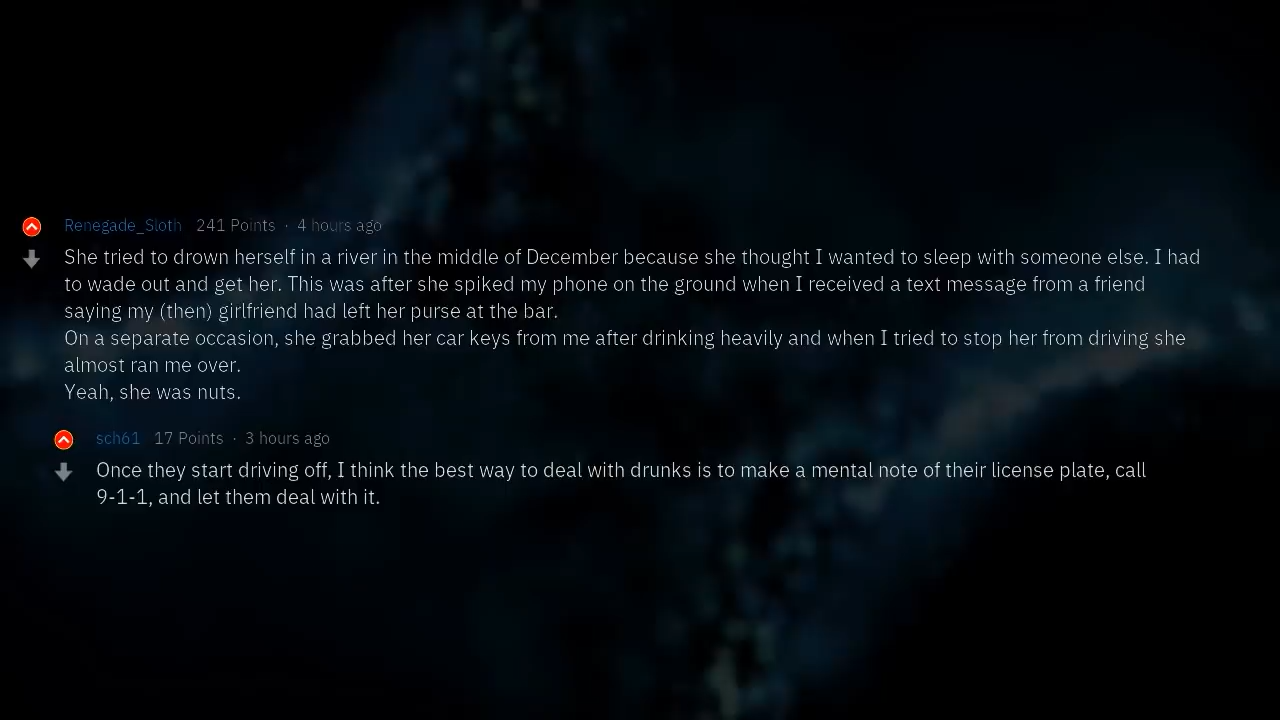 Renegade_Sloth 241 Points · 4 hours ago
She tried to drown herself in a river in the middle of December because she thought I wanted to sleep with someone else. I had
to wade out and get her. This was after she spiked my phone on the ground when I received a text message from a friend
saying my (then) girlfriend had left her purse at the bar.
On a separate occasion, she grabbed her car keys from me after drinking heavily and when I tried to stop her from driving she
almost ran me over.
Yeah, she was nuts.
sch61 17 Points · 3 hours ago
Once they start driving off, I think the best way to deal with drunks is to make a mental note of their license plate, call
9-1-1, and let them deal with it.